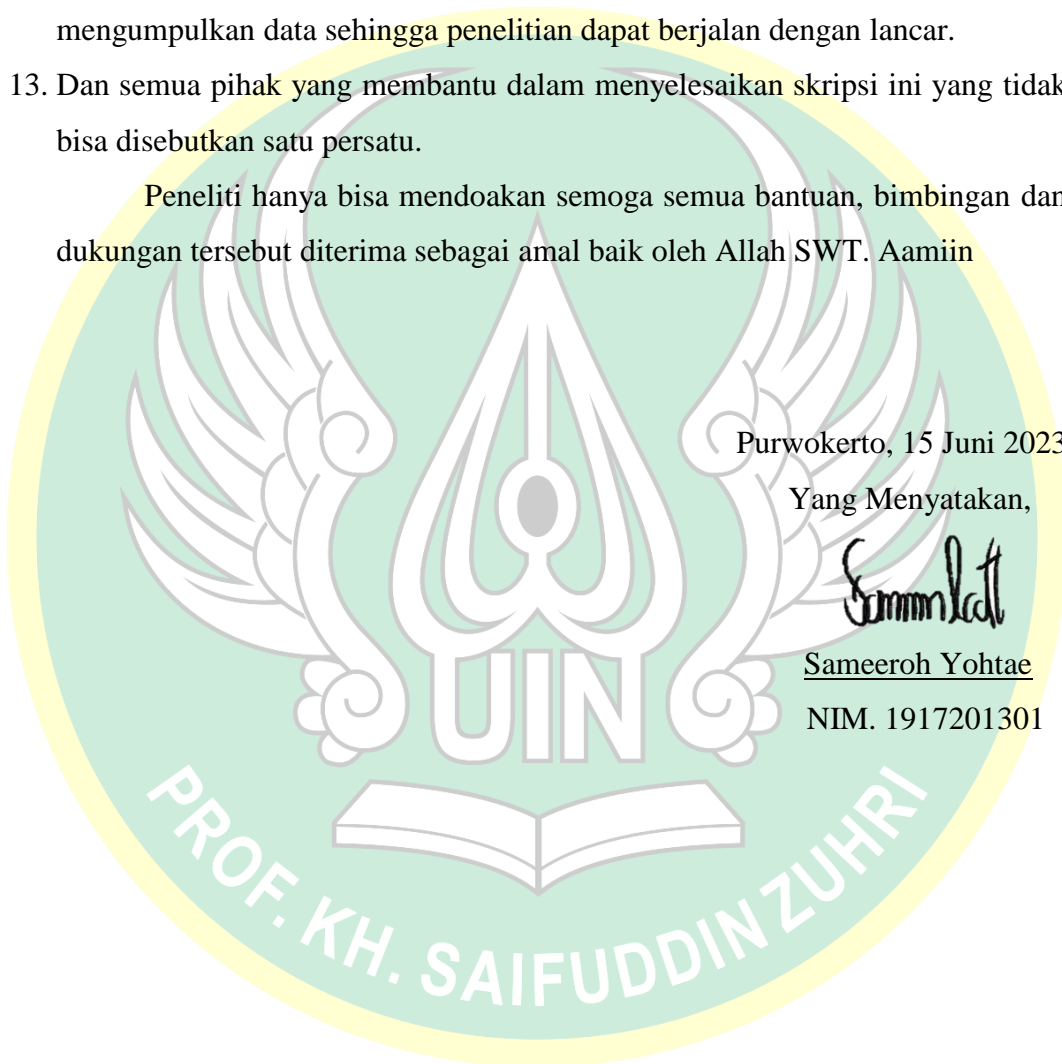 mengumpulkan data sehingga penelitian dapat berjalan dengan lancar.
13. Dan semua pihak yang membantu dalam menyelesaikan skripsi ini yang tidak
bisa disebutkan satu persatu.
Peneliti hanya bisa mendoakan semoga semua bantuan, bimbingan dan
dukungan tersebut diterima sebagai amal baik oleh Allah SWT. Aamiin
Purwokerto, 15 Juni 2023
Yang Menyatakan,
Sameeroh Yohtae
NIM. 1917201301
UIN
PROF. KH. SAIFUDDIN ZUHRI